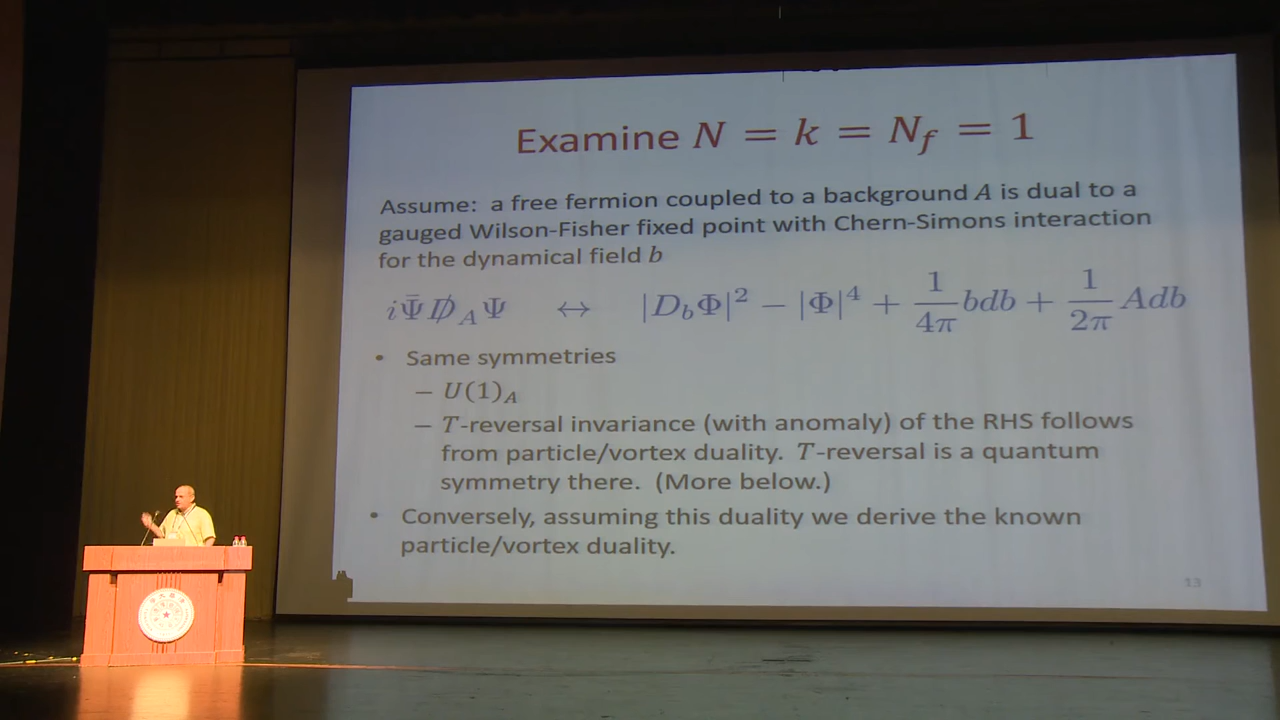 Examine N = k = N_f = 1
Assume: a free fermion coupled to a background A is dual to a
gauged Wilson-Fisher fixed point with Chern-Simons interaction
for the dynamical field b
iΨ̄D̸_AΨ ↔ |D_bΦ|² − |Φ|⁴ + 1/4π bdb + 1/2π Adb
• Same symmetries
– U(1)_A
– T-reversal invariance (with anomaly) of the RHS follows
from particle/vortex duality. T-reversal is a quantum
symmetry there. (More below.)
• Conversely, assuming this duality we derive the known
particle/vortex duality.
13